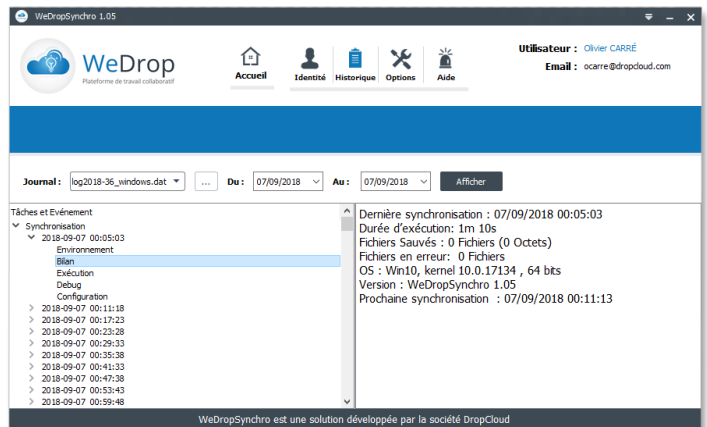 WeDropSynchro 1.05
WeDrop
Plateforme de travail collaboratif
Accueil
Identité
Historique
Options
Aide
Utilisateur : Olivier CARRÉ
Email : ocarre@dropcloud.com
Journal : log2018-36_windows.dat ... Du : 07/09/2018 Au : 07/09/2018 Afficher
Tâches et Evénement
Synchronisation
2018-09-07 00:05:03
Environnement
Bilan
Exécution
Debug
Configuration
2018-09-07 00:11:18
2018-09-07 00:17:23
2018-09-07 00:23:28
2018-09-07 00:29:33
2018-09-07 00:35:38
2018-09-07 00:41:33
2018-09-07 00:47:38
2018-09-07 00:53:43
2018-09-07 00:59:48
Dernière synchronisation : 07/09/2018 00:05:03
Durée d'exécution: 1m 10s
Fichiers Sauvés : 0 Fichiers (0 Octets)
Fichiers en erreur: 0 Fichiers
OS : Win10, kernel 10.0.17134 , 64 bits
Version : WeDropSynchro 1.05
Prochaine synchronisation : 07/09/2018 00:11:13
WeDropSynchro est une solution développée par la société DropCloud